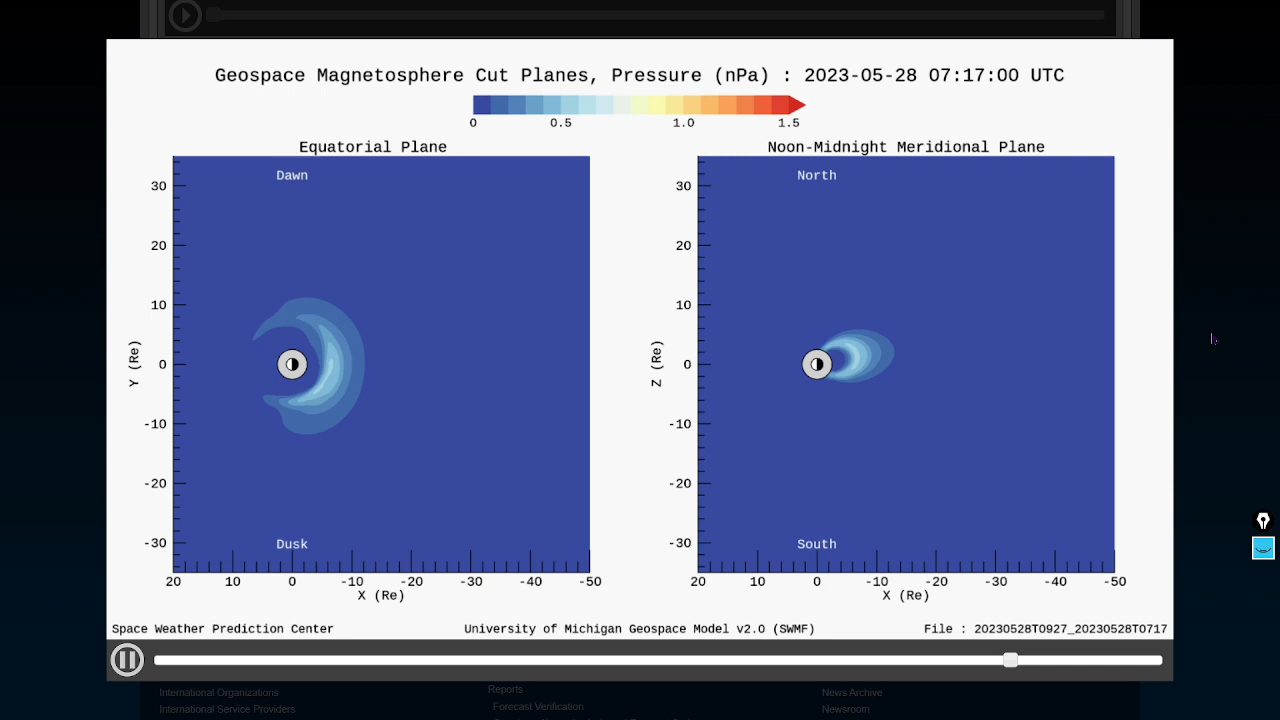 Geospace Magnetosphere Cut Planes, Pressure (nPa) : 2023-05-28 07:17:00 UTC
0 0.5 1.0 1.5
Equatorial Plane
Dawn
30
20
10
0
-10
-20
-30
Y (Re)
Dusk
20 10 0 -10 -20 -30 -40 -50
X (Re)
Noon-Midnight Meridional Plane
North
30
20
10
0
-10
-20
-30
Z (Re)
South
20 10 0 -10 -20 -30 -40 -50
X (Re)
Space Weather Prediction Center
University of Michigan Geospace Model v2.0 (SWMF)
File : 20230528T0927_20230528T0717
International Organizations
International Service Providers
Reports
Forecast Verification
News Archive
Newsroom